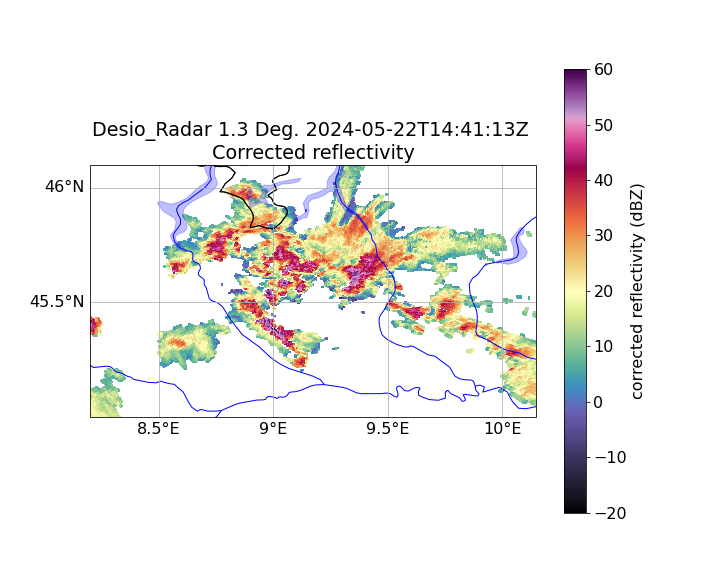 Desio_Radar 1.3 Deg. 2024-05-22T14:41:13Z
Corrected reflectivity
46°N
45.5°N
8.5°E
9°E
9.5°E
10°E
60
50
40
30
20
10
0
−10
−20
corrected reflectivity (dBZ)